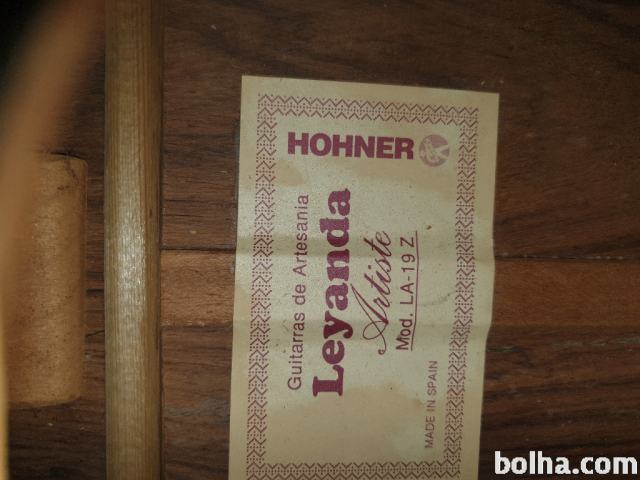 HOHNER
Guitarras de Artesania
Leyanda
Artiste
Mod. LA-19 Z
MADE IN SPAIN
bolha.com